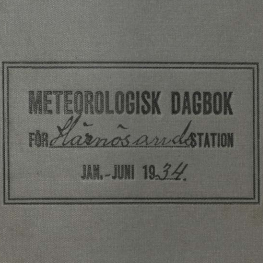 METEOROLOGISK DAGBOK
FÖR Härnösands STATION
JAN.-JUNI 1934.